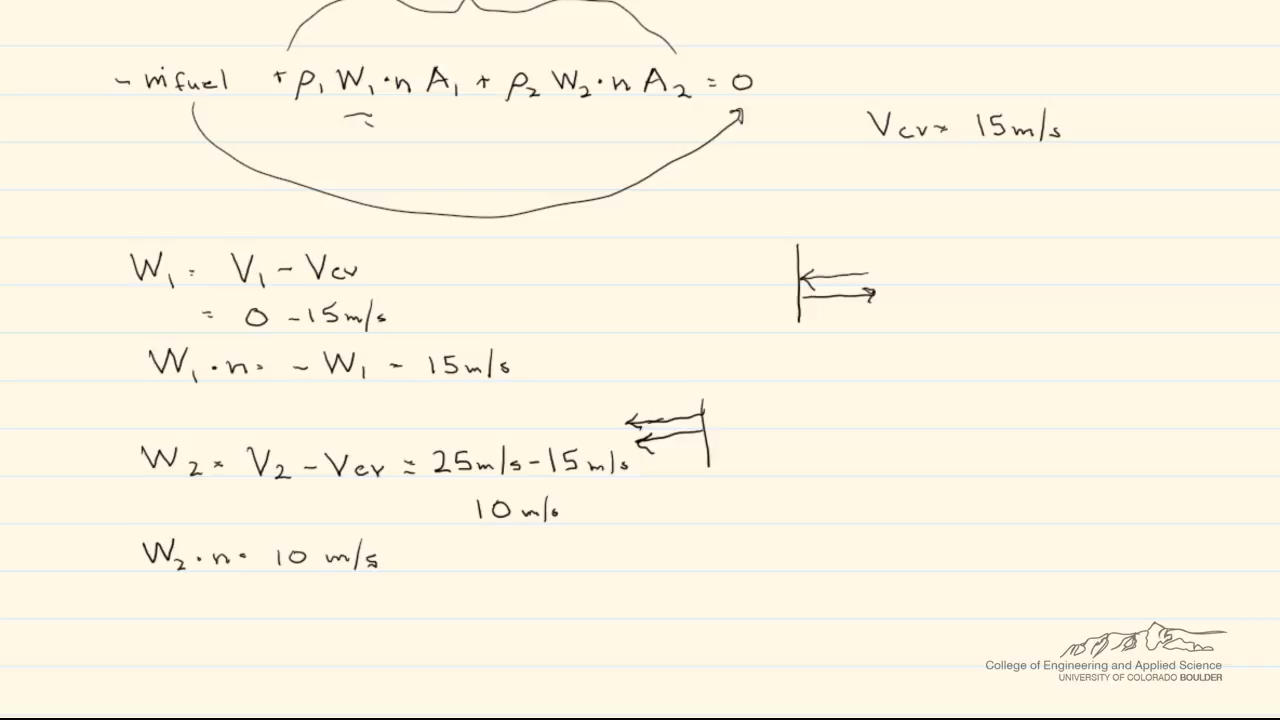 - ṁfuel + ρ₁ W₁ · n A₁ + ρ₂ W₂ · n A₂ = 0
Vcv = 15 m/s
W₁ = V₁ - Vcv
= 0 - 15 m/s
W₁ · n = - W₁ - 15 m/s
W₂ = V₂ - Vcv = 25 m/s - 15 m/s
10 m/s
W₂ · n = 10 m/s
College of Engineering and Applied Science
UNIVERSITY OF COLORADO BOULDER